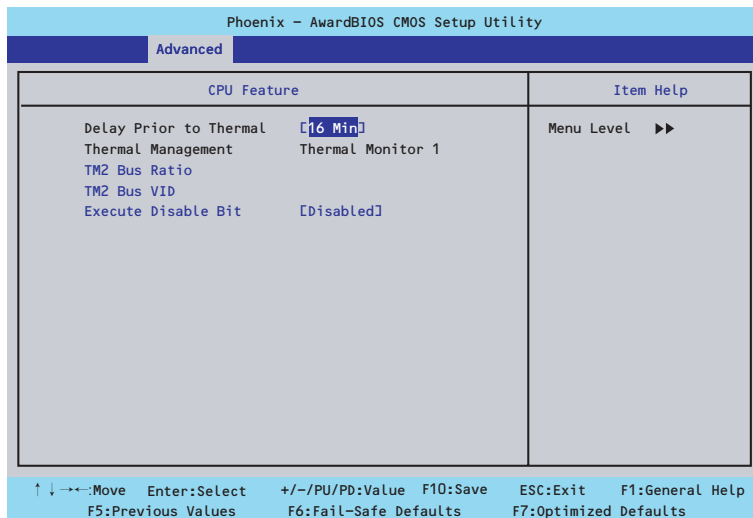 Phoenix – AwardBIOS CMOS Setup Utility
Advanced
CPU Feature
Item Help
Delay Prior to Thermal [16 Min]
Menu Level ▶▶
Thermal Management Thermal Monitor 1
TM2 Bus Ratio
TM2 Bus VID
Execute Disable Bit [Disabled]
↑↓→←:Move Enter:Select +/-/PU/PD:Value F10:Save ESC:Exit F1:General Help
F5:Previous Values F6:Fail–Safe Defaults F7:Optimized Defaults